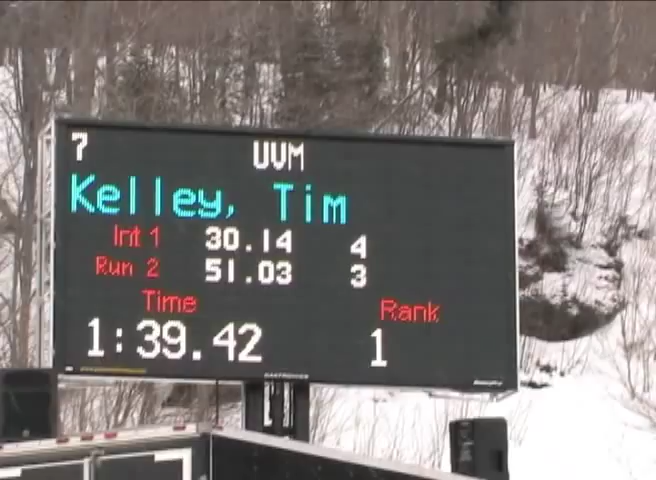 7 UVM
Kelley, Tim
Int 1 30.14 4
Run 2 51.03 3
Time Rank
1:39.42 1
DAKTRONICS